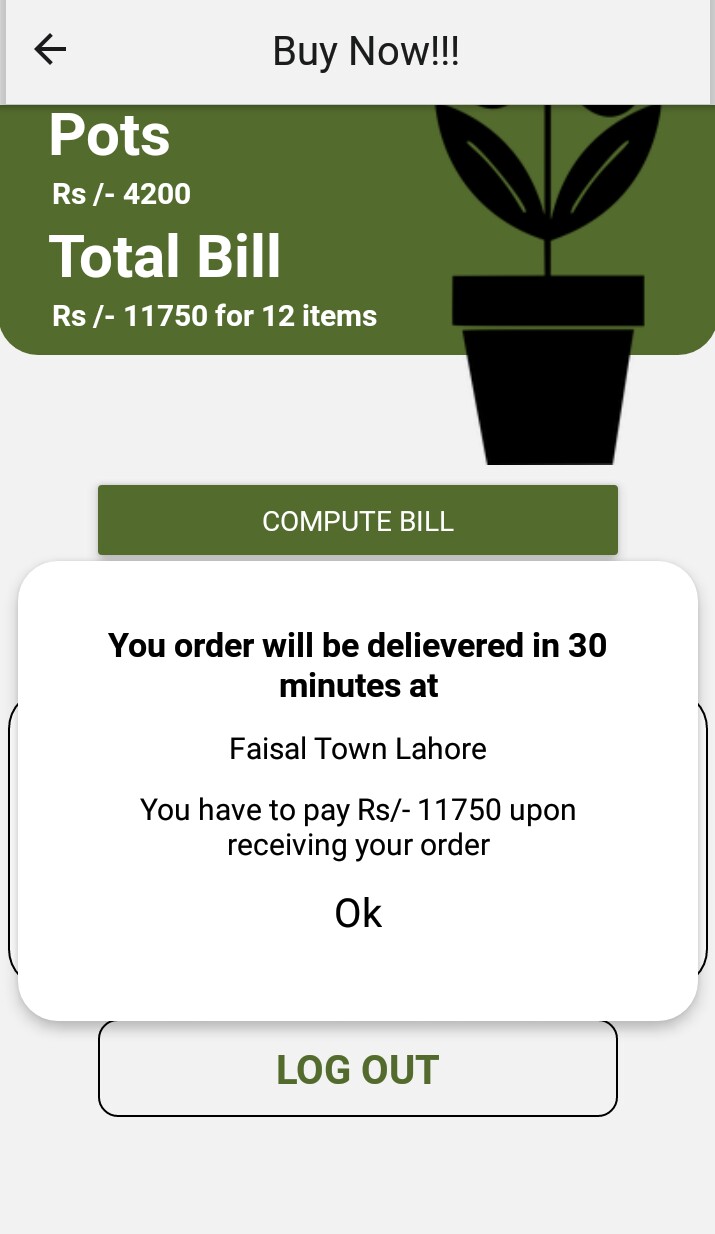 Buy Now!!!
Pots
Rs /- 4200
Total Bill
Rs /- 11750 for 12 items
COMPUTE BILL
You order will be delievered in 30
minutes at
Faisal Town Lahore
You have to pay Rs/- 11750 upon
receiving your order
Ok
LOG OUT